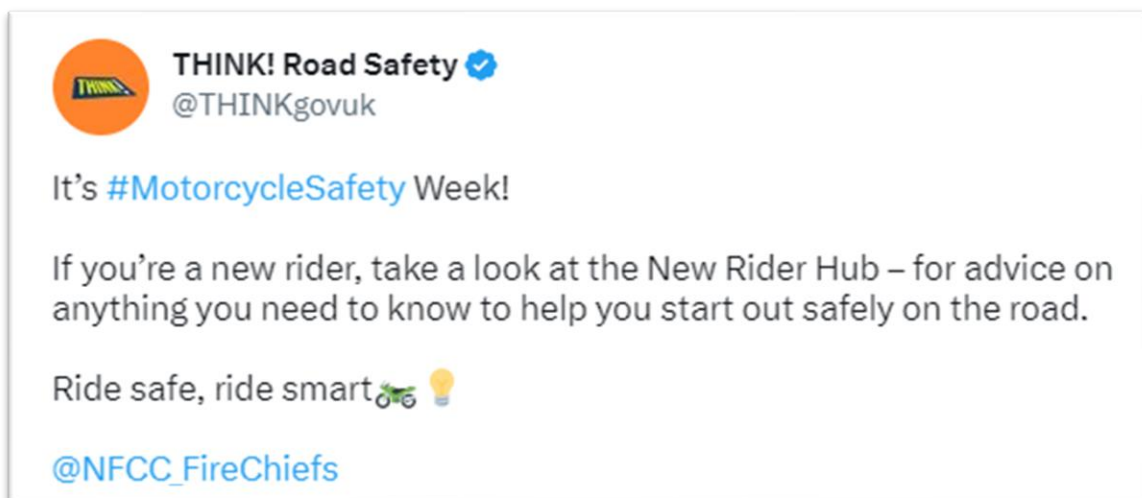 THINK!
THINK! Road Safety
@THINKgovuk
It’s #MotorcycleSafety Week!
If you’re a new rider, take a look at the New Rider Hub – for advice on
anything you need to know to help you start out safely on the road.
Ride safe, ride smart🏍️💡
@NFCC_FireChiefs